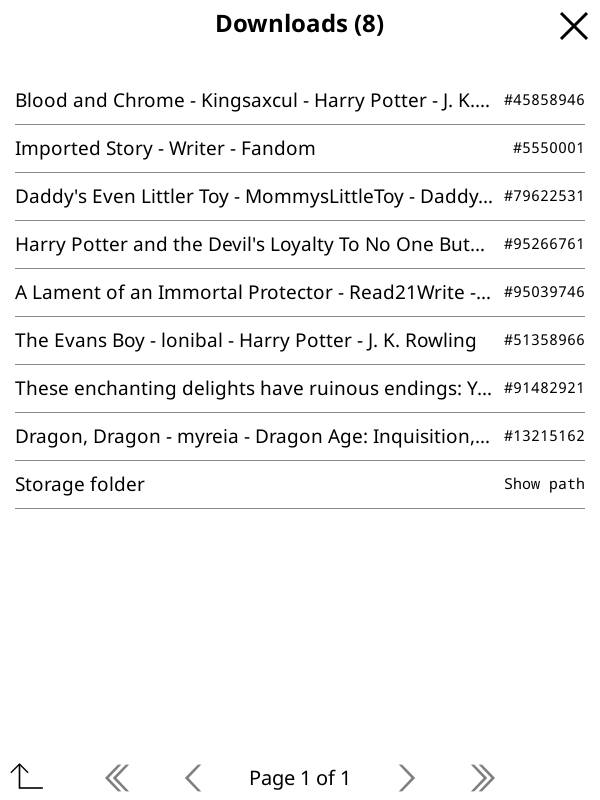 Downloads (8)
Blood and Chrome - Kingsaxcul - Harry Potter - J. K.... #45858946
Imported Story - Writer - Fandom #5550001
Daddy's Even Littler Toy - MommysLittleToy - Daddy... #79622531
Harry Potter and the Devil's Loyalty To No One But... #95266761
A Lament of an Immortal Protector - Read21Write -... #95039746
The Evans Boy - lonibal - Harry Potter - J. K. Rowling #51358966
These enchanting delights have ruinous endings: Y... #91482921
Dragon, Dragon - myreia - Dragon Age: Inquisition,... #13215162
Storage folder Show path
Page 1 of 1